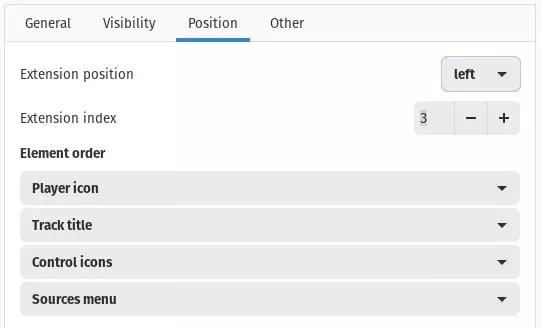 General Visibility Position Other
Extension position left
Extension index 3 − +
Element order
Player icon
Track title
Control icons
Sources menu